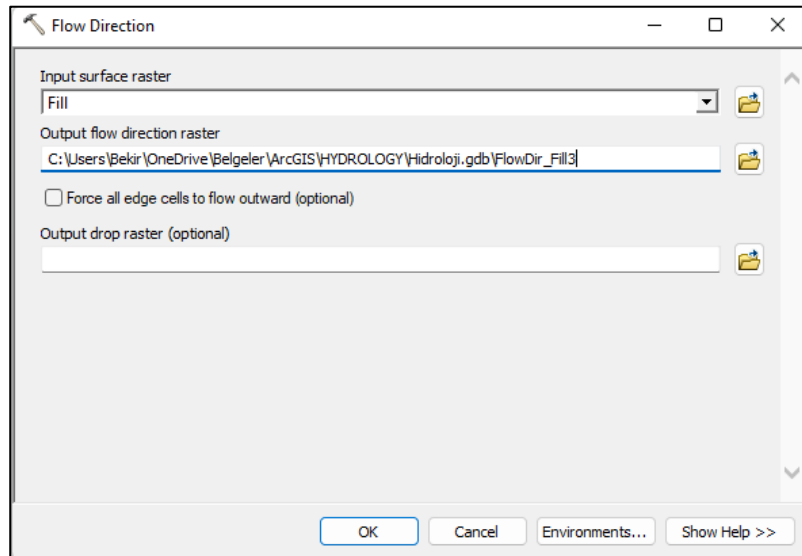 Flow Direction
Input surface raster
Fill
Output flow direction raster
C:\Users\Bekir\OneDrive\Belgeler\ArcGIS\HYDROLOGY\Hidroloji.gdb\FlowDir_Fill3
Force all edge cells to flow outward (optional)
Output drop raster (optional)
OK Cancel Environments... Show Help >>